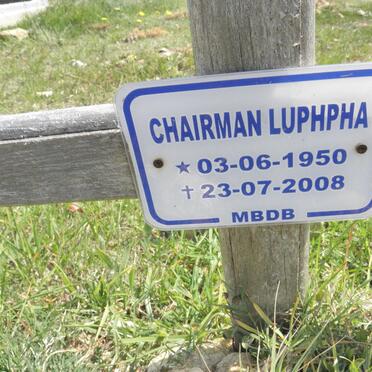 CHAIRMAN LUPHPHA
★ 03-06-1950
✝ 23-07-2008
MBDB